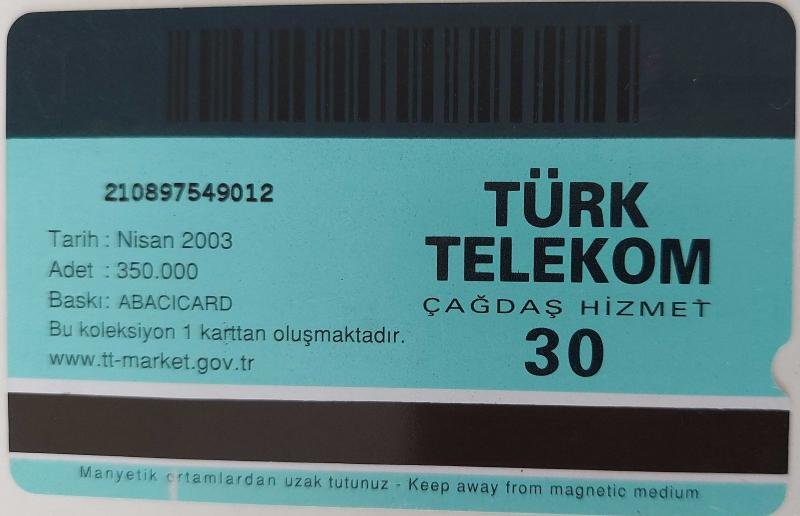 210897549012
Tarih : Nisan 2003
Adet : 350.000
Baskı : ABACICARD
Bu koleksiyon 1 karttan oluşmaktadır.
www.tt-market.gov.tr
TÜRK
TELEKOM
ÇAĞDAŞ HİZMET
30
Manyetik ortamlardan uzak tutunuz - Keep away from magnetic medium